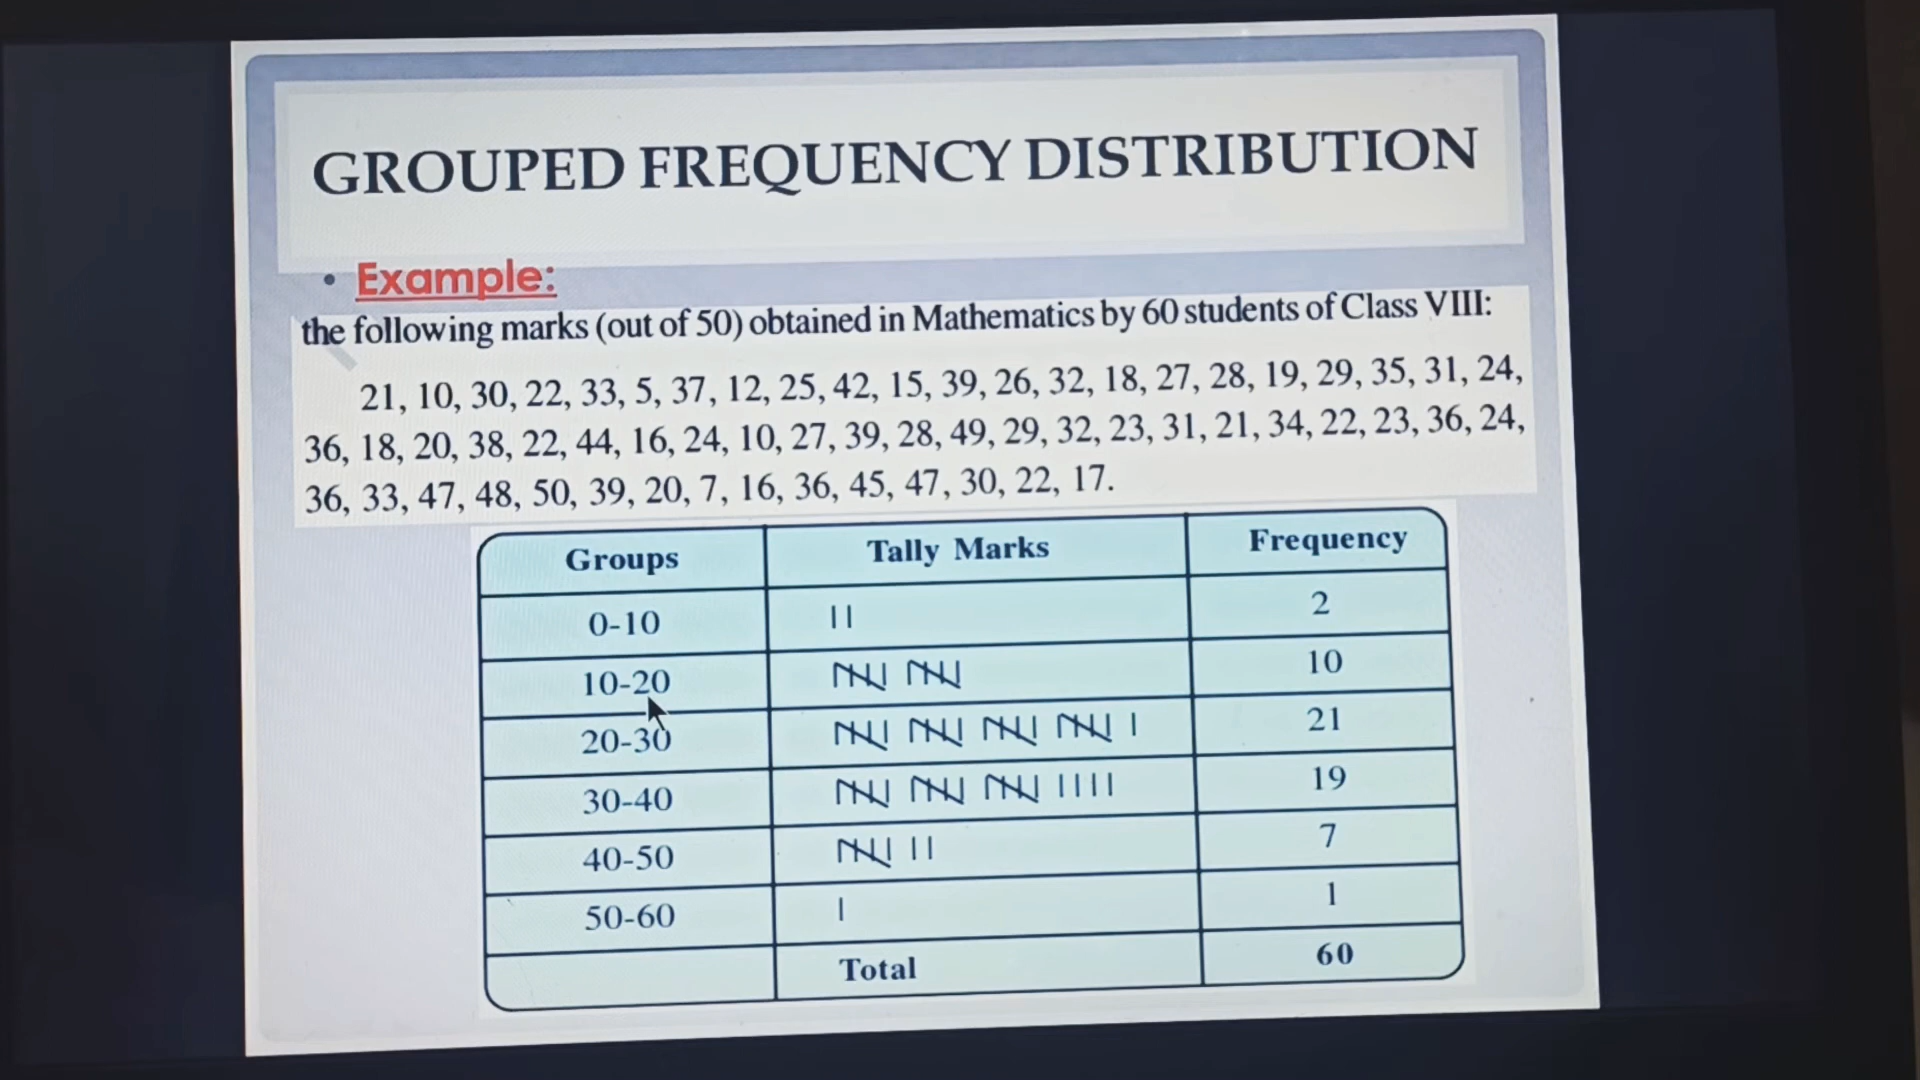 GROUPED FREQUENCY DISTRIBUTION
• Example:
the following marks (out of 50) obtained in Mathematics by 60 students of Class VIII:
21, 10, 30, 22, 33, 5, 37, 12, 25, 42, 15, 39, 26, 32, 18, 27, 28, 19, 29, 35, 31, 24,
36, 18, 20, 38, 22, 44, 16, 24, 10, 27, 39, 28, 49, 29, 32, 23, 31, 21, 34, 22, 23, 36, 24,
36, 33, 47, 48, 50, 39, 20, 7, 16, 36, 45, 47, 30, 22, 17.
Groups Tally Marks Frequency
0-10 || 2
10-20 𝍸 𝍸 10
20-30 𝍸 𝍸 𝍸 𝍸 | 21
30-40 𝍸 𝍸 𝍸 |||| 19
40-50 𝍸 || 7
50-60 | 1
Total 60